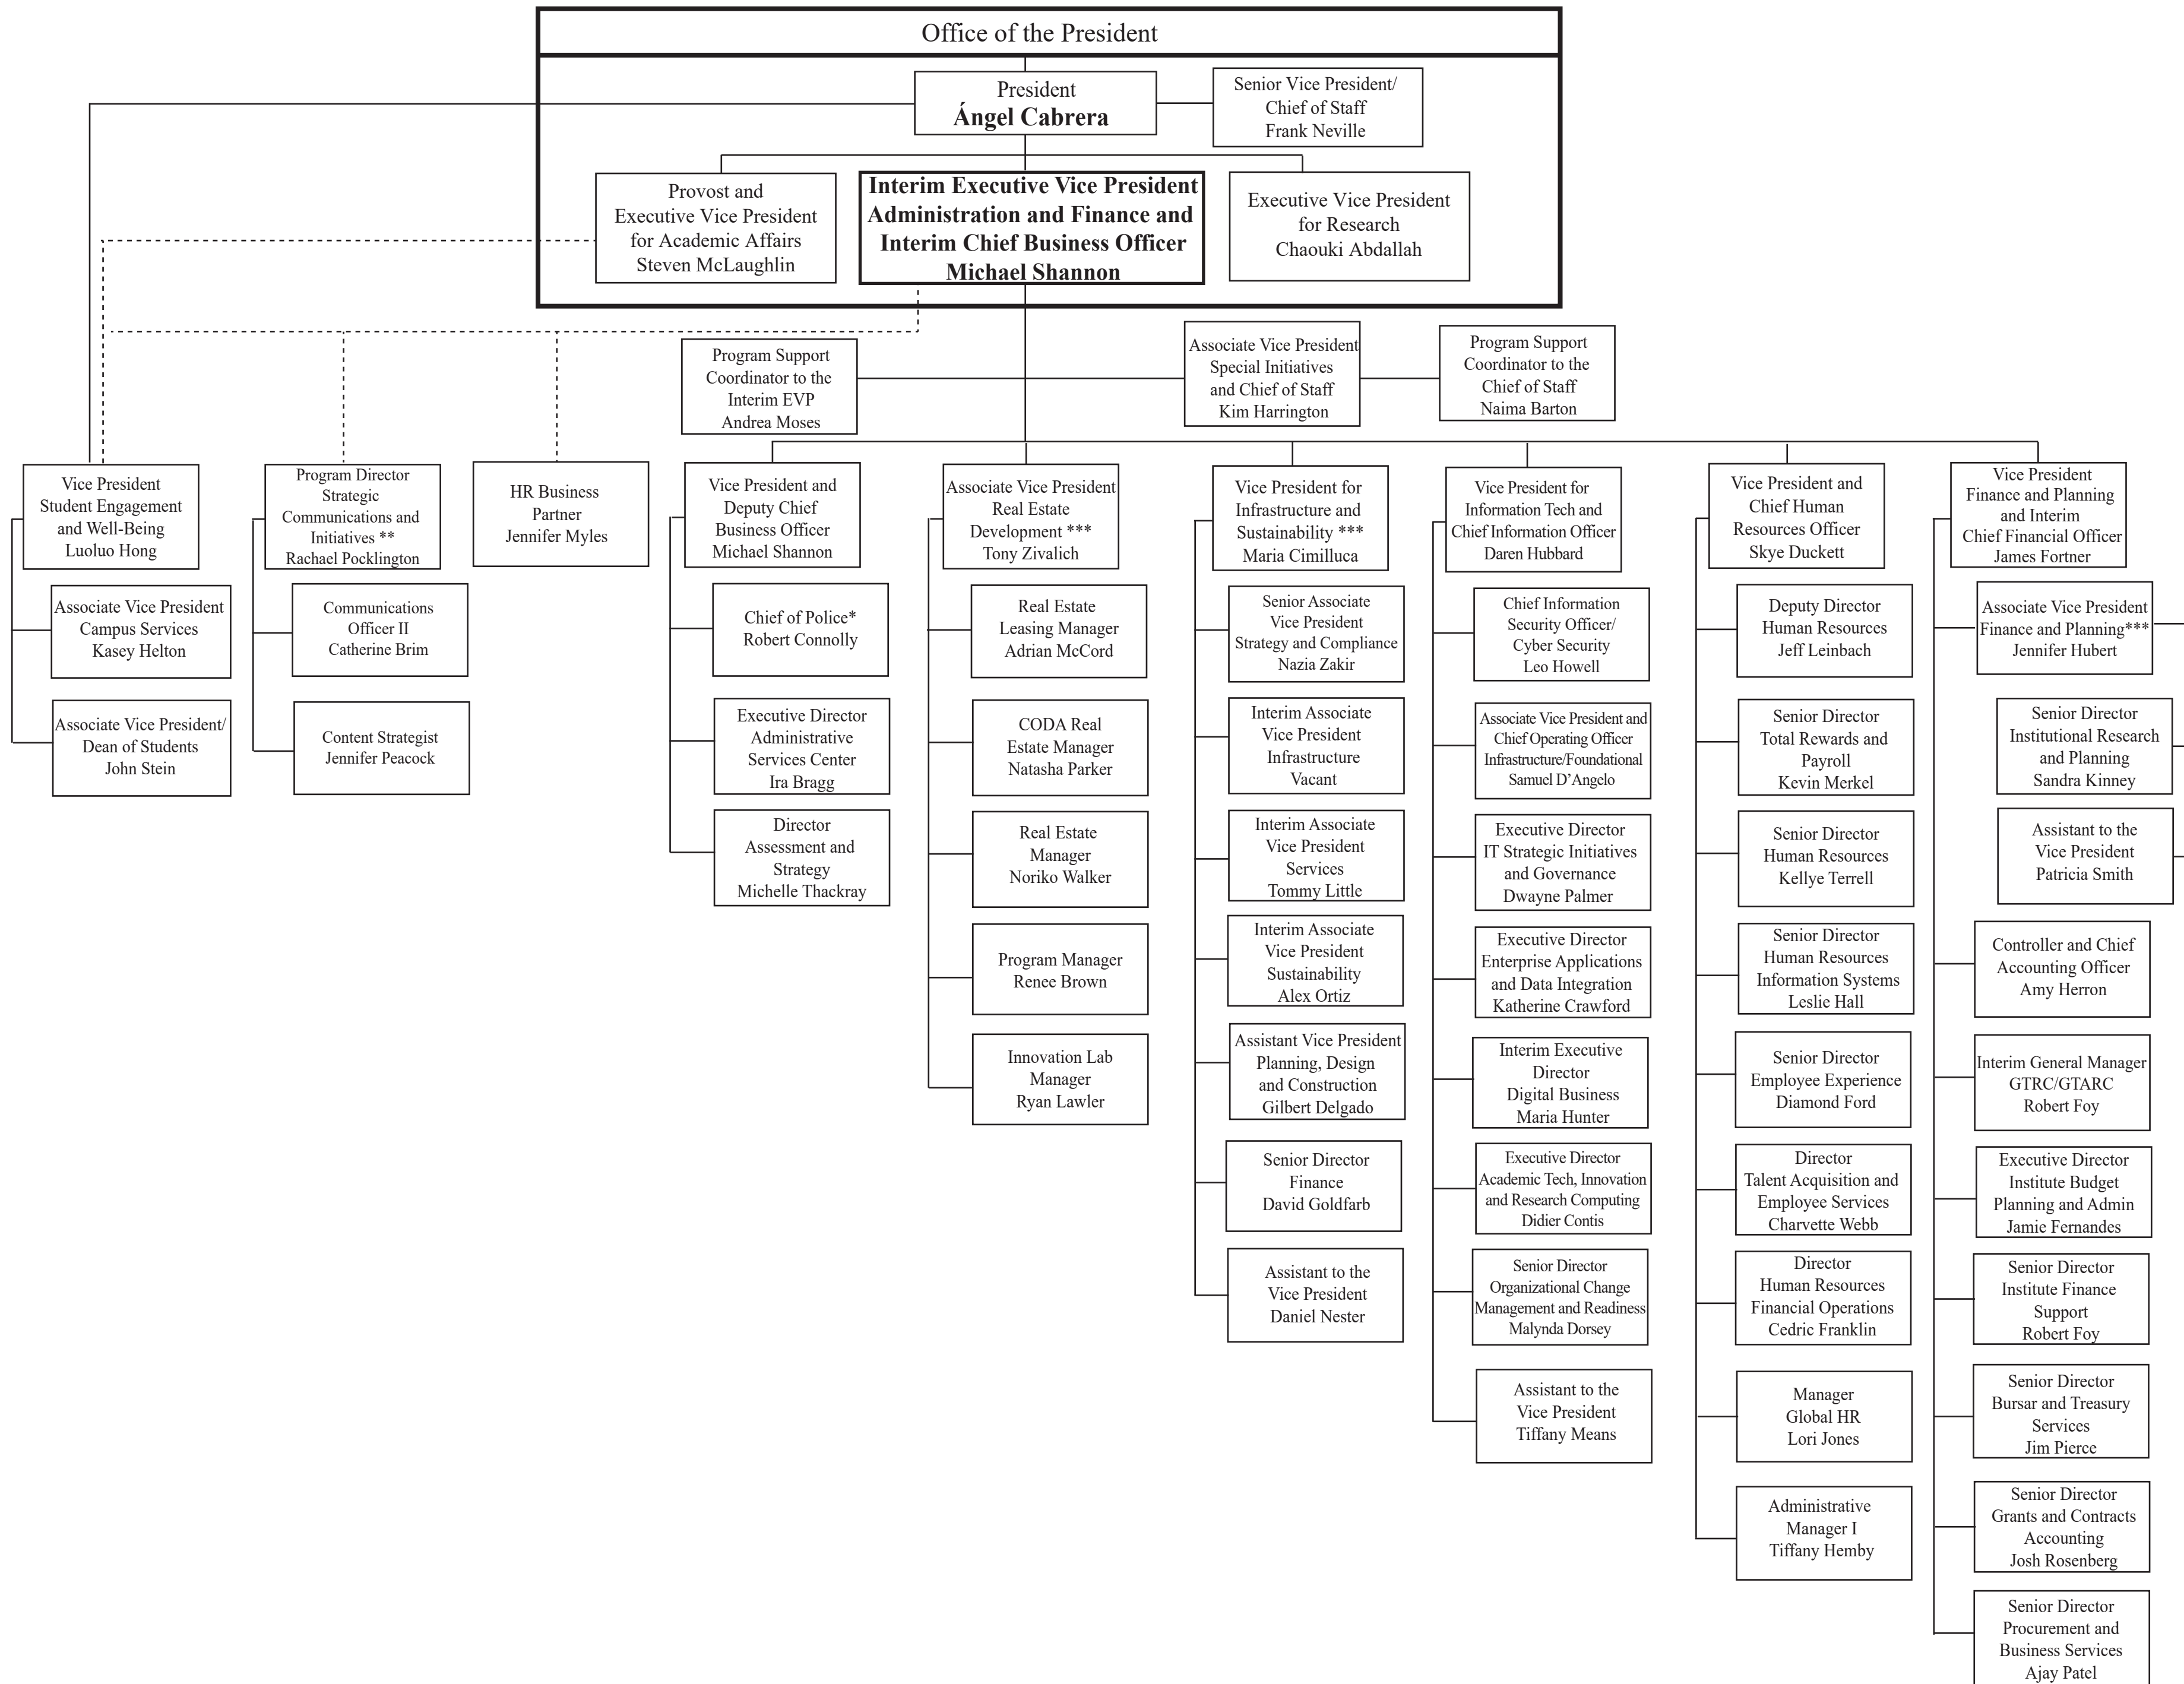 Office of the President
President
Ángel Cabrera
Senior Vice President/
Chief of Staff
Frank Neville
Provost and
Executive Vice President
for Academic Affairs
Steven McLaughlin
Interim Executive Vice President
Administration and Finance and
Interim Chief Business Officer
Michael Shannon
Executive Vice President
for Research
Chaouki Abdallah
Program Support
Coordinator to the
Interim EVP
Andrea Moses
Associate Vice President
Special Initiatives
and Chief of Staff
Kim Harrington
Program Support
Coordinator to the
Chief of Staff
Naima Barton
Vice President
Student Engagement
and Well-Being
Luoluo Hong
Associate Vice President
Campus Services
Kasey Helton
Associate Vice President/
Dean of Students
John Stein
Program Director
Strategic
Communications and
Initiatives **
Rachael Pocklington
Communications
Officer II
Catherine Brim
Content Strategist
Jennifer Peacock
HR Business
Partner
Jennifer Myles
Vice President and
Deputy Chief
Business Officer
Michael Shannon
Chief of Police*
Robert Connolly
Executive Director
Administrative
Services Center
Ira Bragg
Director
Assessment and
Strategy
Michelle Thackray
Associate Vice President
Real Estate
Development ***
Tony Zivalich
Real Estate
Leasing Manager
Adrian McCord
CODA Real
Estate Manager
Natasha Parker
Real Estate
Manager
Noriko Walker
Program Manager
Renee Brown
Innovation Lab
Manager
Ryan Lawler
Vice President for
Infrastructure and
Sustainability ***
Maria Cimilluca
Senior Associate
Vice President
Strategy and Compliance
Nazia Zakir
Interim Associate
Vice President
Infrastructure
Vacant
Interim Associate
Vice President
Services
Tommy Little
Interim Associate
Vice President
Sustainability
Alex Ortiz
Assistant Vice President
Planning, Design
and Construction
Gilbert Delgado
Senior Director
Finance
David Goldfarb
Assistant to the
Vice President
Daniel Nester
Vice President for
Information Tech and
Chief Information Officer
Daren Hubbard
Chief Information
Security Officer/
Cyber Security
Leo Howell
Associate Vice President and
Chief Operating Officer
Infrastructure/Foundational
Samuel D’Angelo
Executive Director
IT Strategic Initiatives
and Governance
Dwayne Palmer
Executive Director
Enterprise Applications
and Data Integration
Katherine Crawford
Interim Executive
Director
Digital Business
Maria Hunter
Executive Director
Academic Tech, Innovation
and Research Computing
Didier Contis
Senior Director
Organizational Change
Management and Readiness
Malynda Dorsey
Assistant to the
Vice President
Tiffany Means
Vice President and
Chief Human
Resources Officer
Skye Duckett
Deputy Director
Human Resources
Jeff Leinbach
Senior Director
Total Rewards and
Payroll
Kevin Merkel
Senior Director
Human Resources
Kellye Terrell
Senior Director
Human Resources
Information Systems
Leslie Hall
Senior Director
Employee Experience
Diamond Ford
Director
Talent Acquisition and
Employee Services
Charvette Webb
Director
Human Resources
Financial Operations
Cedric Franklin
Manager
Global HR
Lori Jones
Administrative
Manager I
Tiffany Hemby
Vice President
Finance and Planning
and Interim
Chief Financial Officer
James Fortner
Associate Vice President
Finance and Planning***
Jennifer Hubert
Senior Director
Institutional Research
and Planning
Sandra Kinney
Assistant to the
Vice President
Patricia Smith
Controller and Chief
Accounting Officer
Amy Herron
Interim General Manager
GTRC/GTARC
Robert Foy
Executive Director
Institute Budget
Planning and Admin
Jamie Fernandes
Senior Director
Institute Finance
Support
Robert Foy
Senior Director
Bursar and Treasury
Services
Jim Pierce
Senior Director
Grants and Contracts
Accounting
Josh Rosenberg
Senior Director
Procurement and
Business Services
Ajay Patel